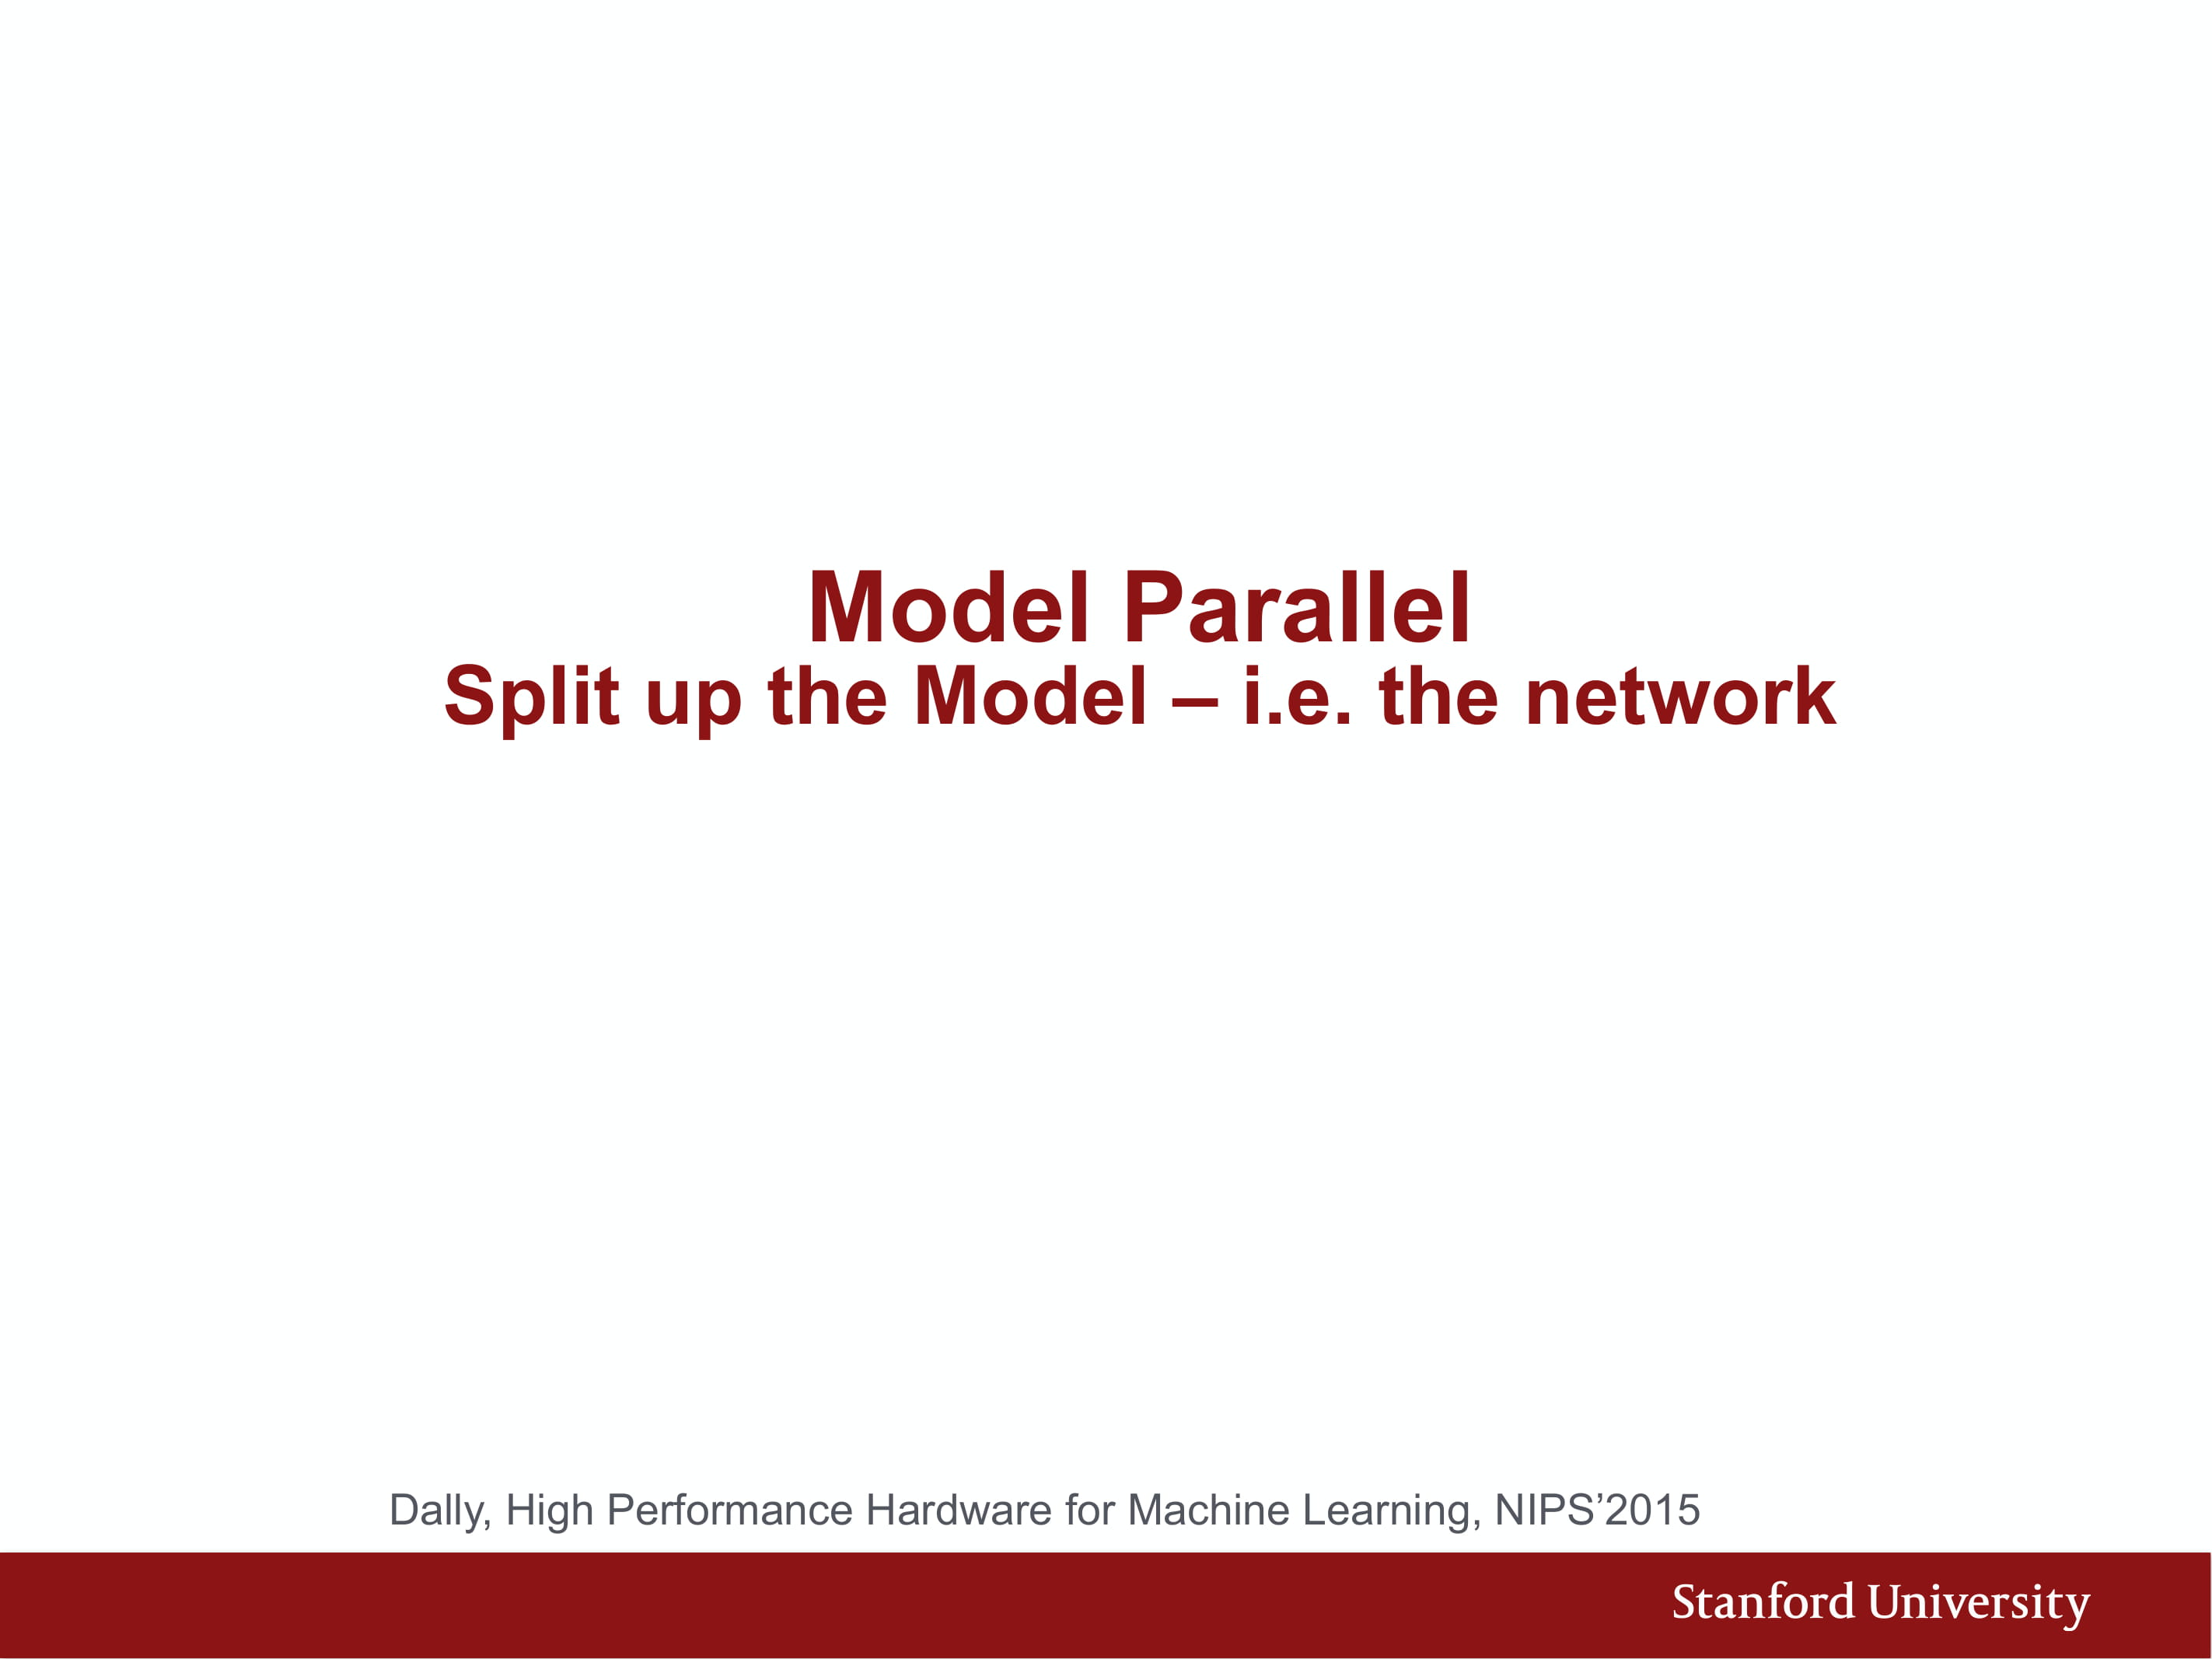 Model Parallel
Split up the Model – i.e. the network
Dally, High Performance Hardware for Machine Learning, NIPS’2015
Stanford University